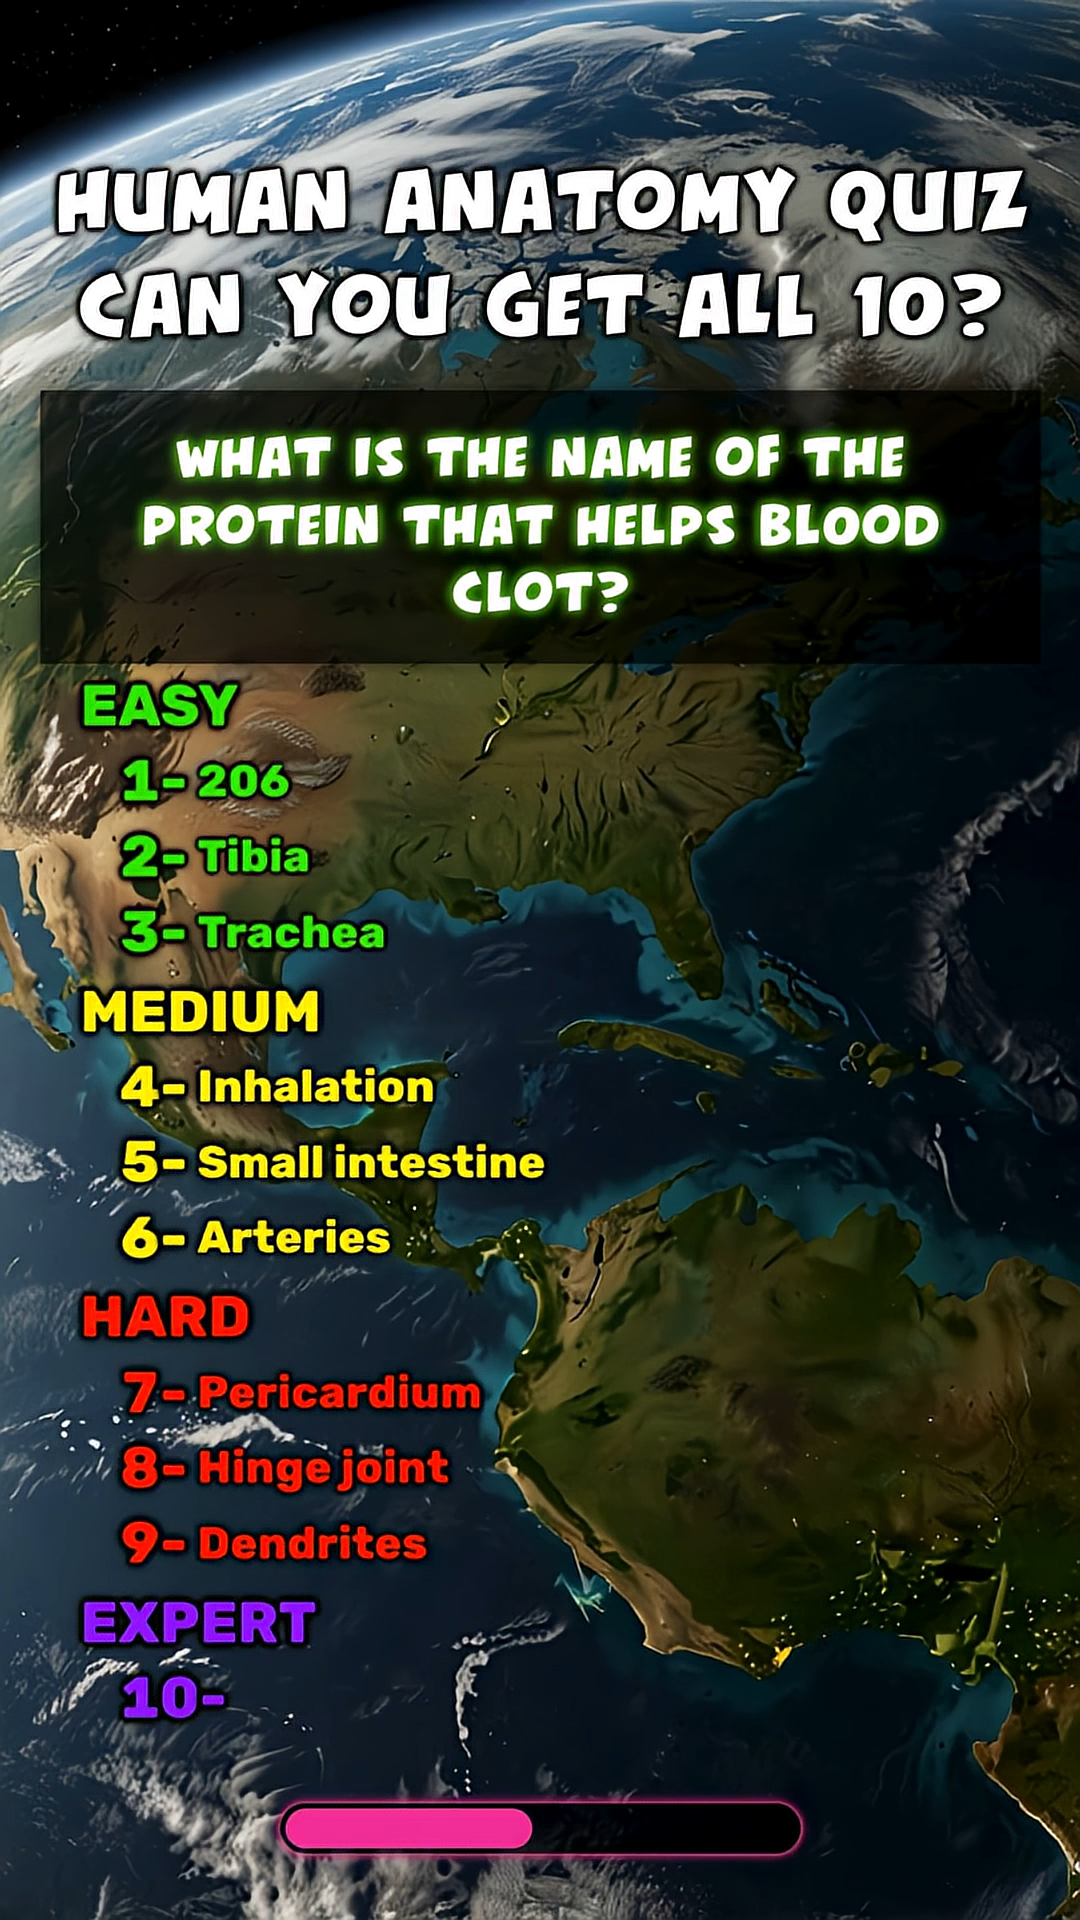 HUMAN ANATOMY QUIZ
CAN YOU GET ALL 10?
WHAT IS THE NAME OF THE
PROTEIN THAT HELPS BLOOD
CLOT?
EASY
1- 206
2- Tibia
3- Trachea
MEDIUM
4- Inhalation
5- Small intestine
6- Arteries
HARD
7- Pericardium
8- Hinge joint
9- Dendrites
EXPERT
10-